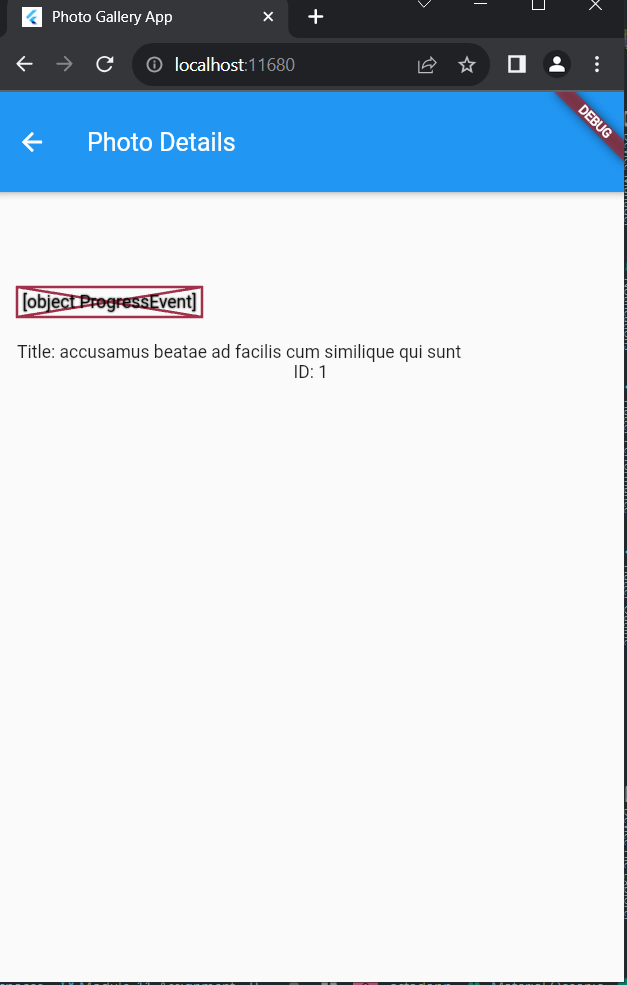 Photo Gallery App
localhost:11680
DEBUG
Photo Details
[object ProgressEvent]
Title: accusamus beatae ad facilis cum similique qui sunt
ID: 1